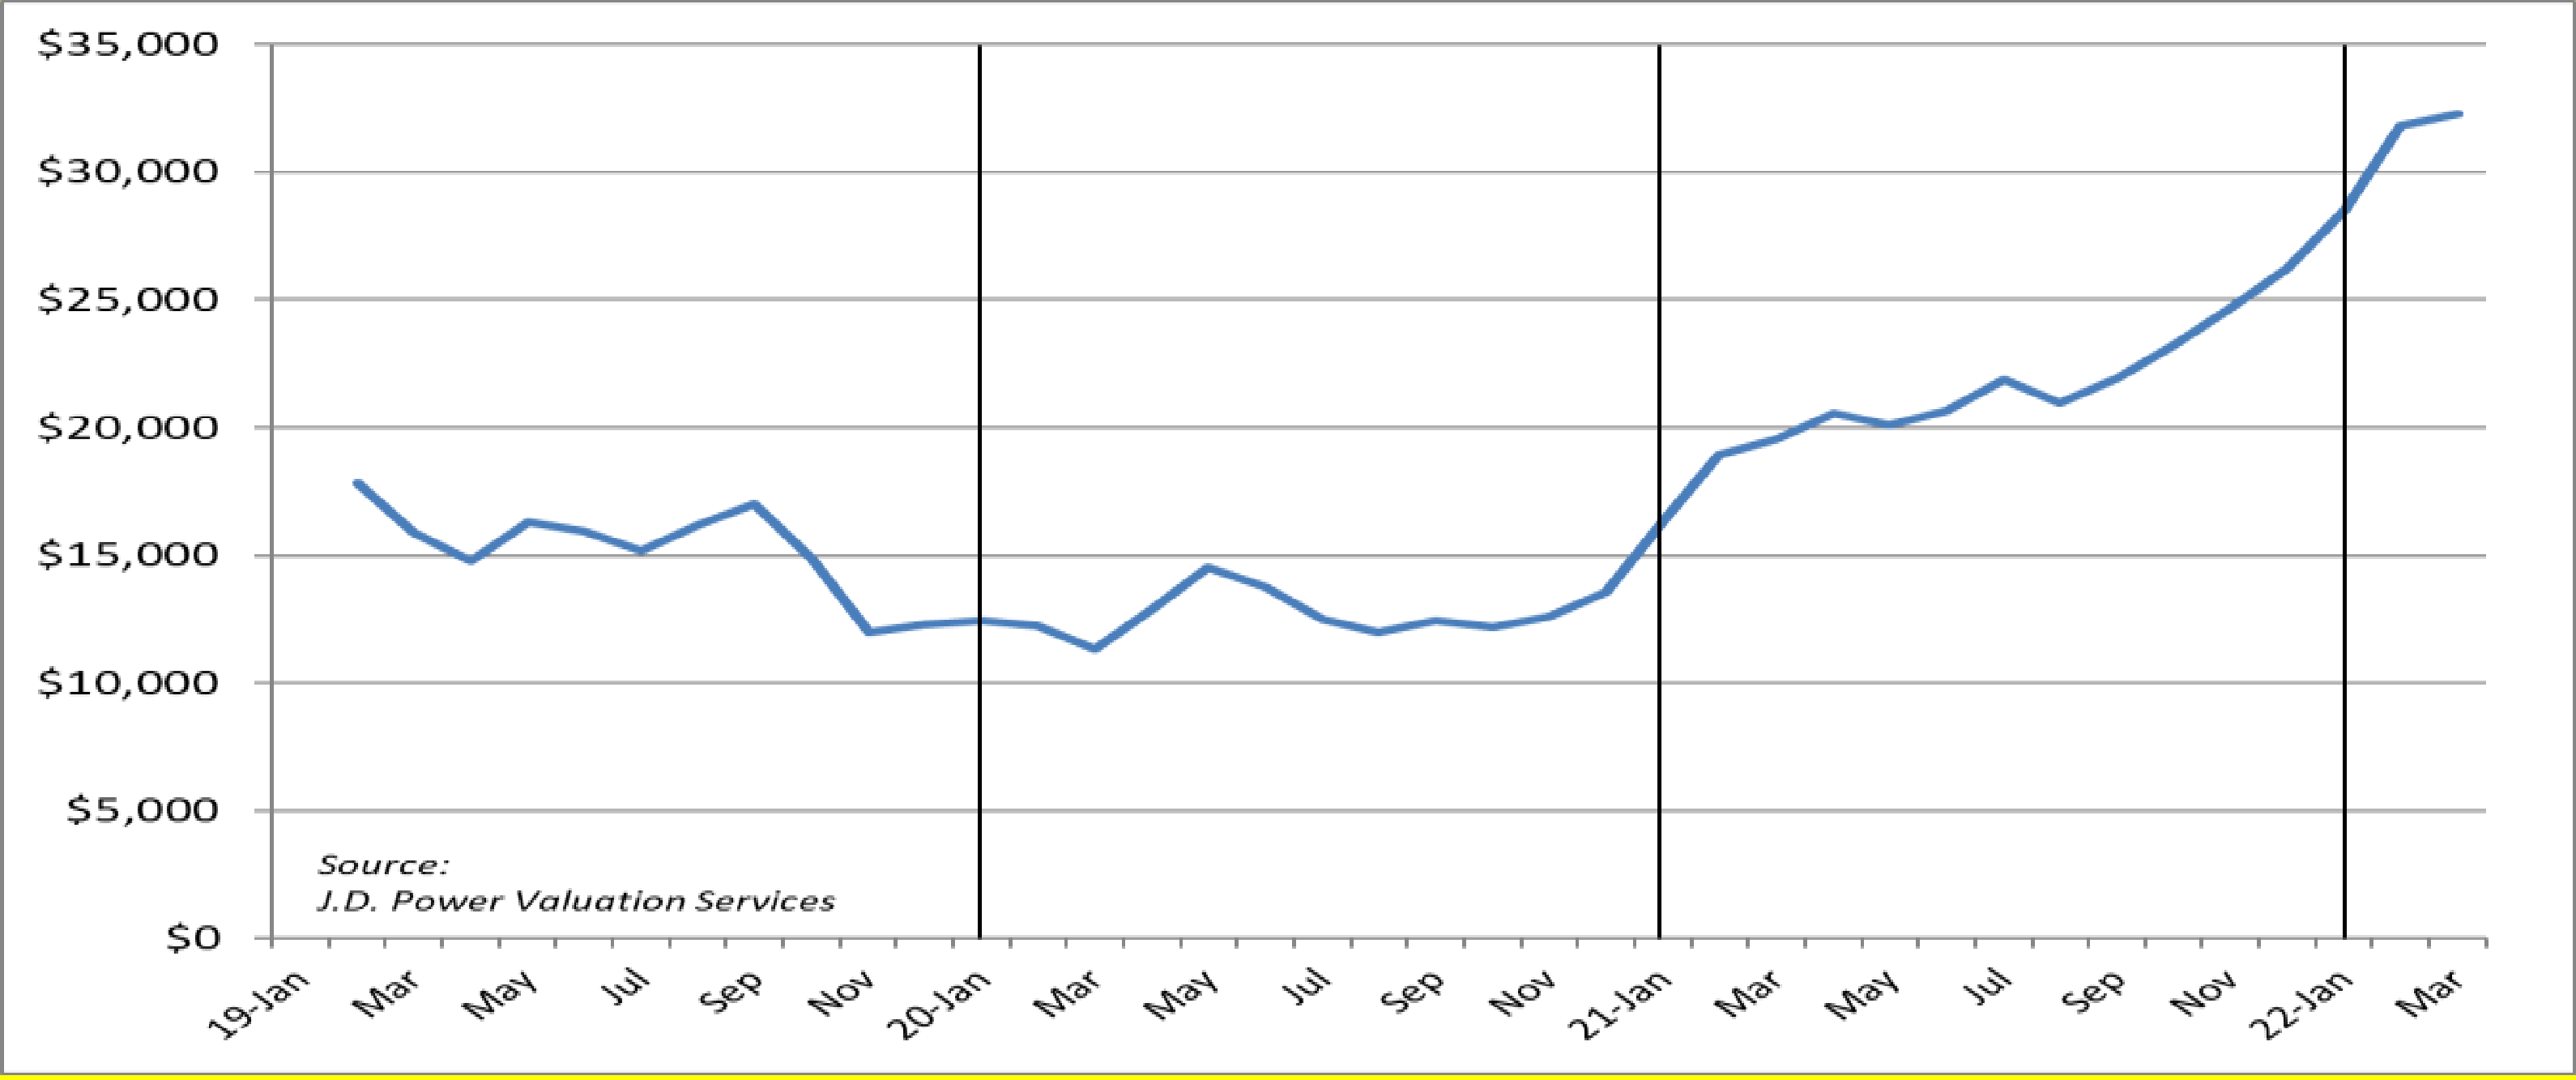 $35,000
$30,000
$25,000
$20,000
$15,000
$10,000
$5,000
$0
Source:
J.D. Power Valuation Services
19-Jan
Mar
May
Jul
Sep
Nov
20-Jan
Mar
May
Jul
Sep
Nov
21-Jan
Mar
May
Jul
Sep
Nov
22-Jan
Mar